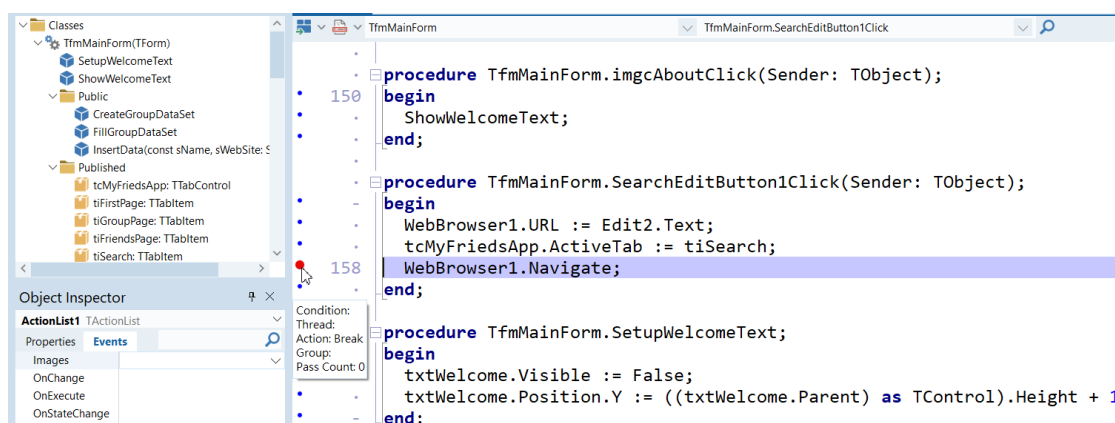 Classes
TfmMainForm(TForm)
SetupWelcomeText
ShowWelcomeText
Public
CreateGroupDataSet
FillGroupDataSet
InsertData(const sName, sWebSite: S
Published
tcMyFriedsApp: TTabControl
tiFirstPage: TTabItem
tiGroupPage: TTabItem
tiFriendsPage: TTabItem
tiSearch: TTabItem
Object Inspector
ActionList1 TActionList
Properties Events
Images
OnChange
OnExecute
OnStateChange
TfmMainForm TfmMainForm.SearchEditButton1Click
procedure TfmMainForm.imgcAboutClick(Sender: TObject);
150 begin
ShowWelcomeText;
end;
procedure TfmMainForm.SearchEditButton1Click(Sender: TObject);
begin
WebBrowser1.URL := Edit2.Text;
tcMyFriedsApp.ActiveTab := tiSearch;
158 WebBrowser1.Navigate;
end;
Condition:
Thread:
Action: Break
Group:
Pass Count: 0
procedure TfmMainForm.SetupWelcomeText;
begin
txtWelcome.Visible := False;
txtWelcome.Position.Y := ((txtWelcome.Parent) as TControl).Height + 1
end;